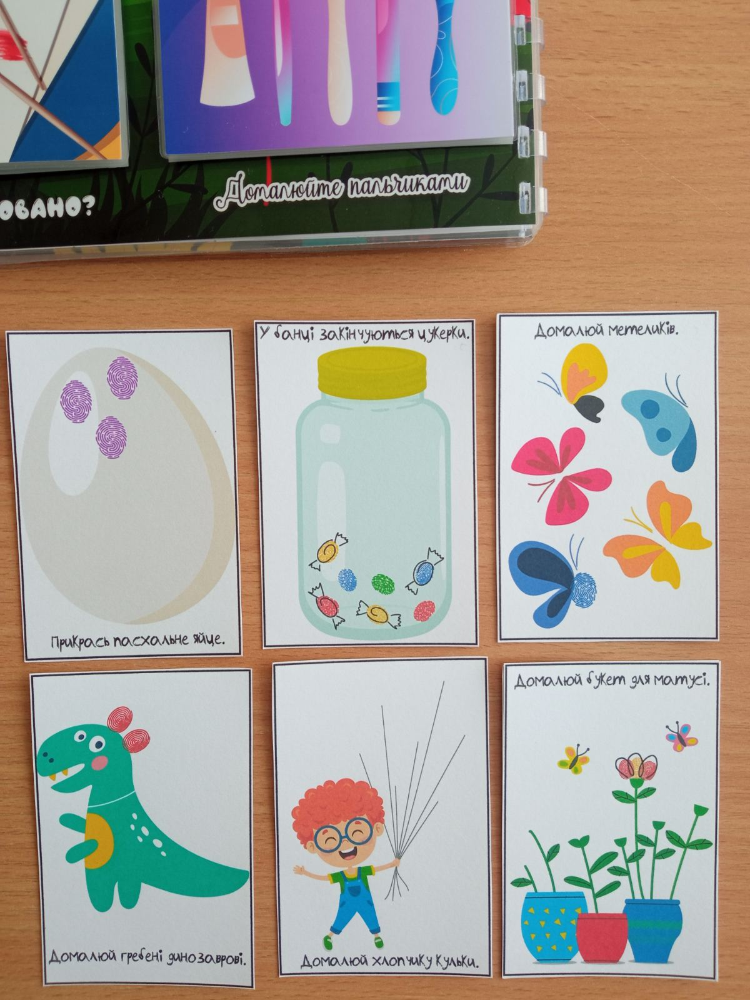 Домалюйте пальчиками
Прикрась пасхальне яйце.
У банці закінчуються цукерки.
Домалюй метеликів.
Домалюй гребені динозаврові.
Домалюй хлопчику кульки.
Домалюй букет для матусі.